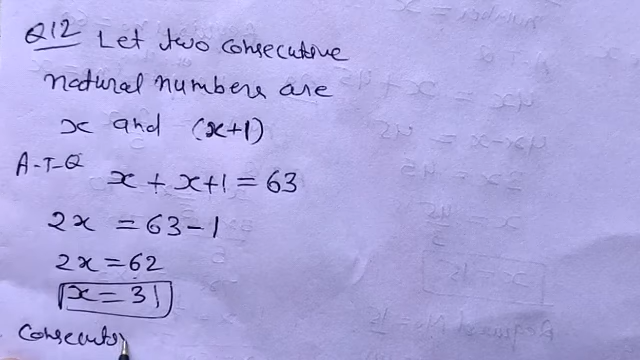 Q12 Let two consecutive
natural numbers are
x and (x+1)
A-T-Q x + x+1 = 63
2x = 63-1
2x = 62
x = 31